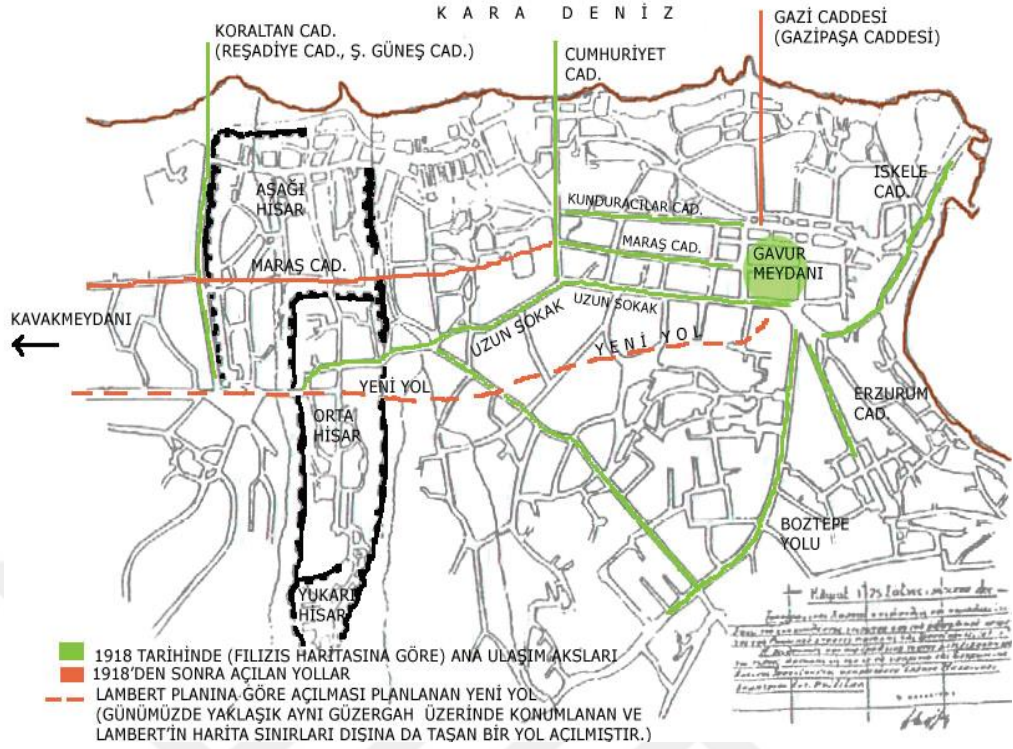 K A R A D E N İ Z
KORALTAN CAD.
(REŞADİYE CAD., Ş. GÜNEŞ CAD.)
GAZİ CADDESİ
(GAZİPAŞA CADDESİ)
CUMHURİYET
CAD.
AŞAĞI
HİSAR
İSKELE
CAD.
KUNDURACILAR CAD.
MARAŞ CAD.
GAVUR
MEYDANI
MARAŞ CAD.
UZUN SOKAK
KAVAKMEYDANI
UZUN SOKAK
YENİ YOL
YENİ YOL
ORTA
HİSAR
ERZURUM
CAD.
BOZTEPE
YOLU
YUKARI
HİSAR
1918 TARİHİNDE (FILIZIS HARİTASINA GÖRE) ANA ULAŞIM AKSLARI
1918'DEN SONRA AÇILAN YOLLAR
LAMBERT PLANINA GÖRE AÇILMASI PLANLANAN YENİ YOL
(GÜNÜMÜZDE YAKLAŞIK AYNI GÜZERGAH ÜZERİNDE KONUMLANAN VE
LAMBERT'İN HARİTA SINIRLARI DIŞINA DA TAŞAN BİR YOL AÇILMIŞTIR.)